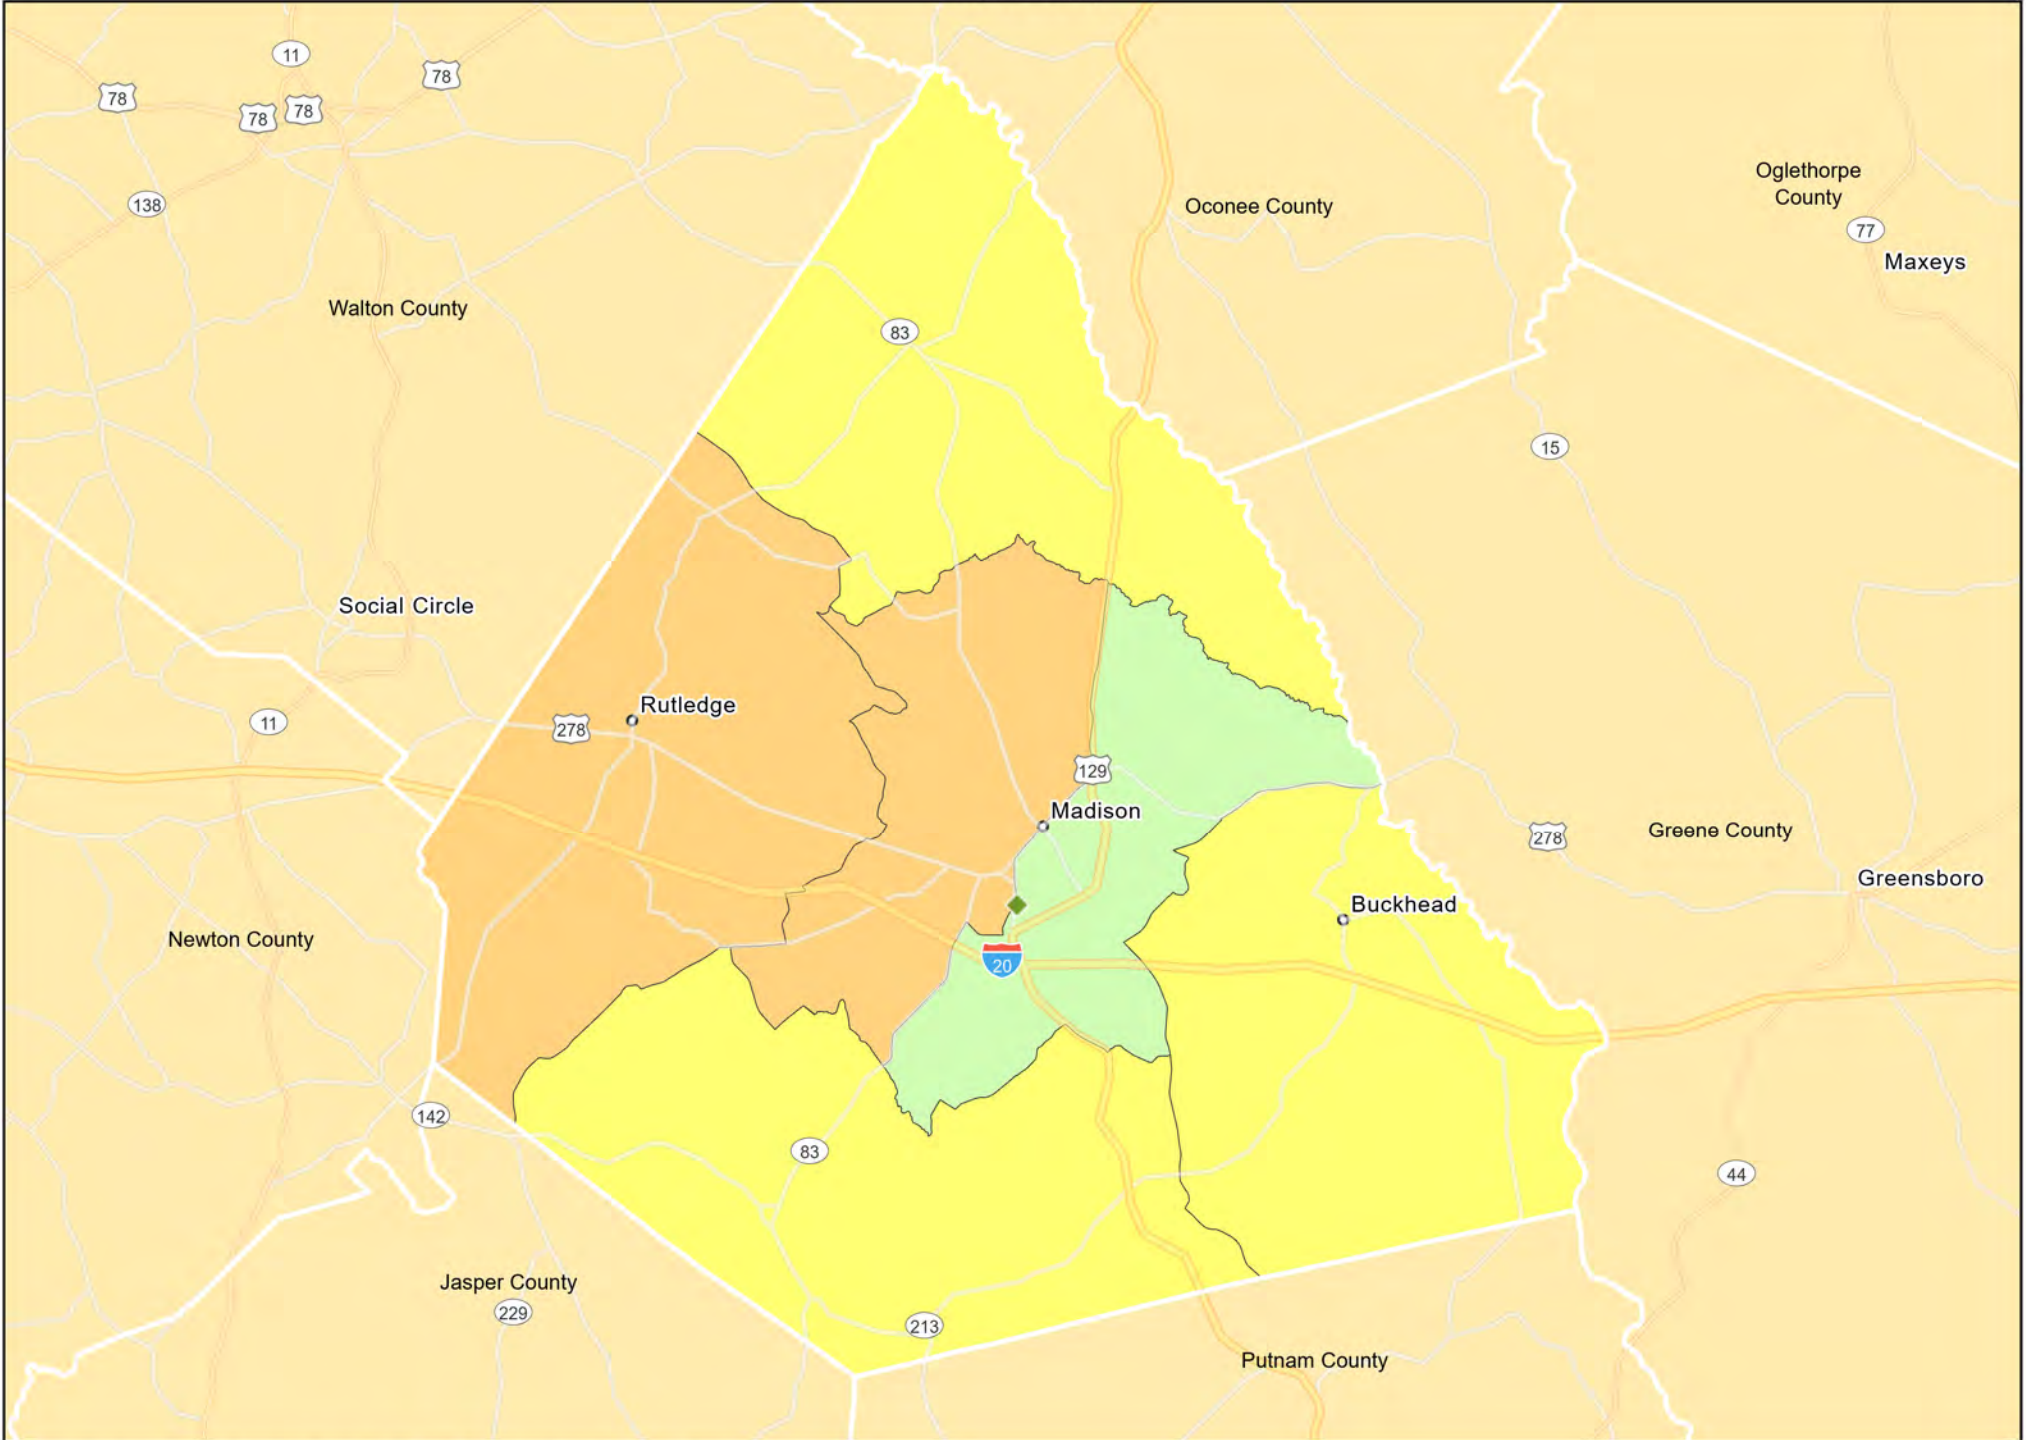 11
78
78
78
78
138
Oglethorpe
County
Oconee County
77
Maxeys
Walton County
83
15
Social Circle
Rutledge
11
278
129
Madison
278
Greene County
Greensboro
Buckhead
Newton County
20
142
83
44
Jasper County
229
213
Putnam County